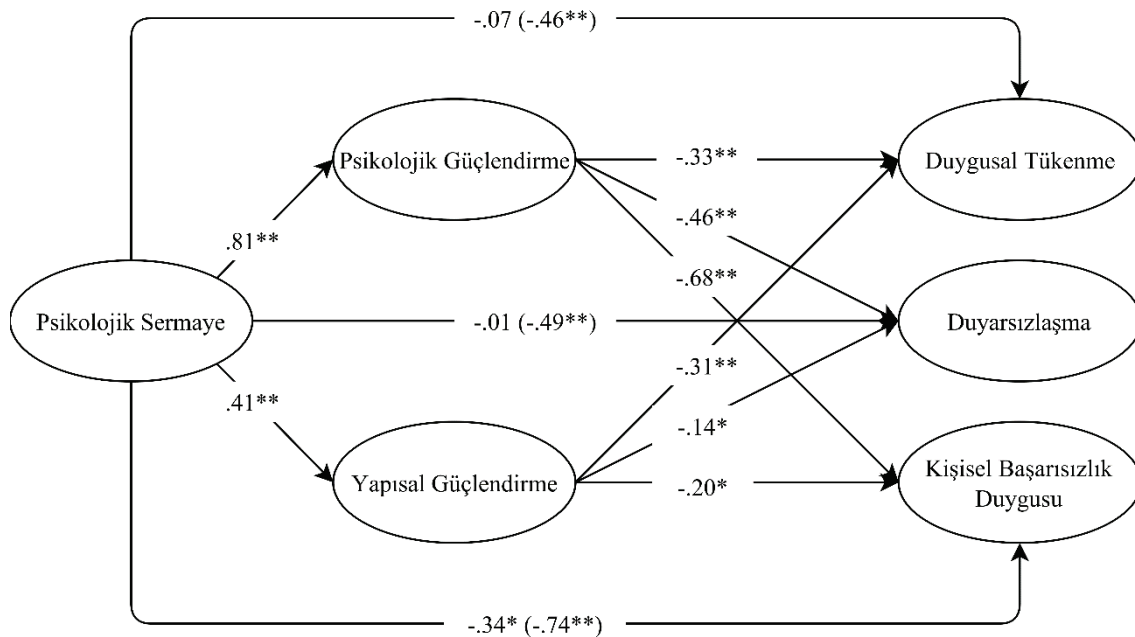 -.07 (-.46**)
Psikolojik Güçlendirme
-.33**
Duygusal Tükenme
-.46**
.81**
-.68**
Psikolojik Sermaye
-.01 (-.49**)
Duyarsızlaşma
-.31**
.41**
-.14*
Yapısal Güçlendirme
-.20*
Kişisel Başarısızlık
Duygusu
-.34* (-.74**)